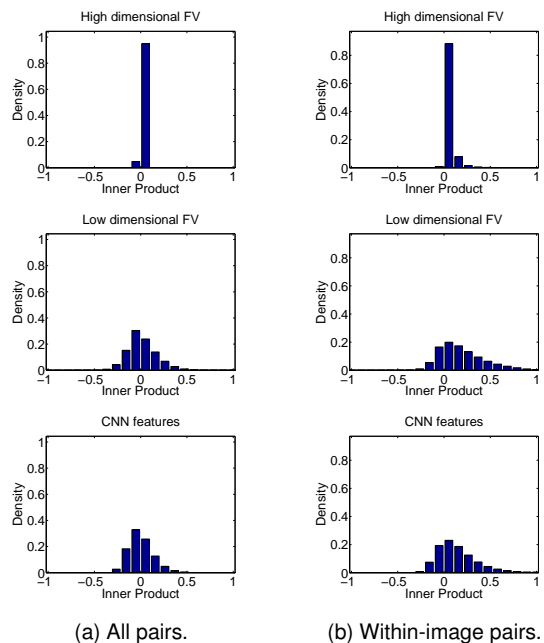 High dimensional FV
1
0.8
0.6
0.4
0.2
0
Density
−1 −0.5 0 0.5 1
Inner Product
High dimensional FV
0.8
0.6
0.4
0.2
0
Density
−1 −0.5 0 0.5 1
Inner Product
Low dimensional FV
1
0.8
0.6
0.4
0.2
0
Density
−1 −0.5 0 0.5 1
Inner Product
Low dimensional FV
0.8
0.6
0.4
0.2
0
Density
−1 −0.5 0 0.5 1
Inner Product
CNN features
1
0.8
0.6
0.4
0.2
0
Density
−1 −0.5 0 0.5 1
Inner Product
CNN features
0.8
0.6
0.4
0.2
0
Density
−1 −0.5 0 0.5 1
Inner Product
(a) All pairs.
(b) Within-image pairs.